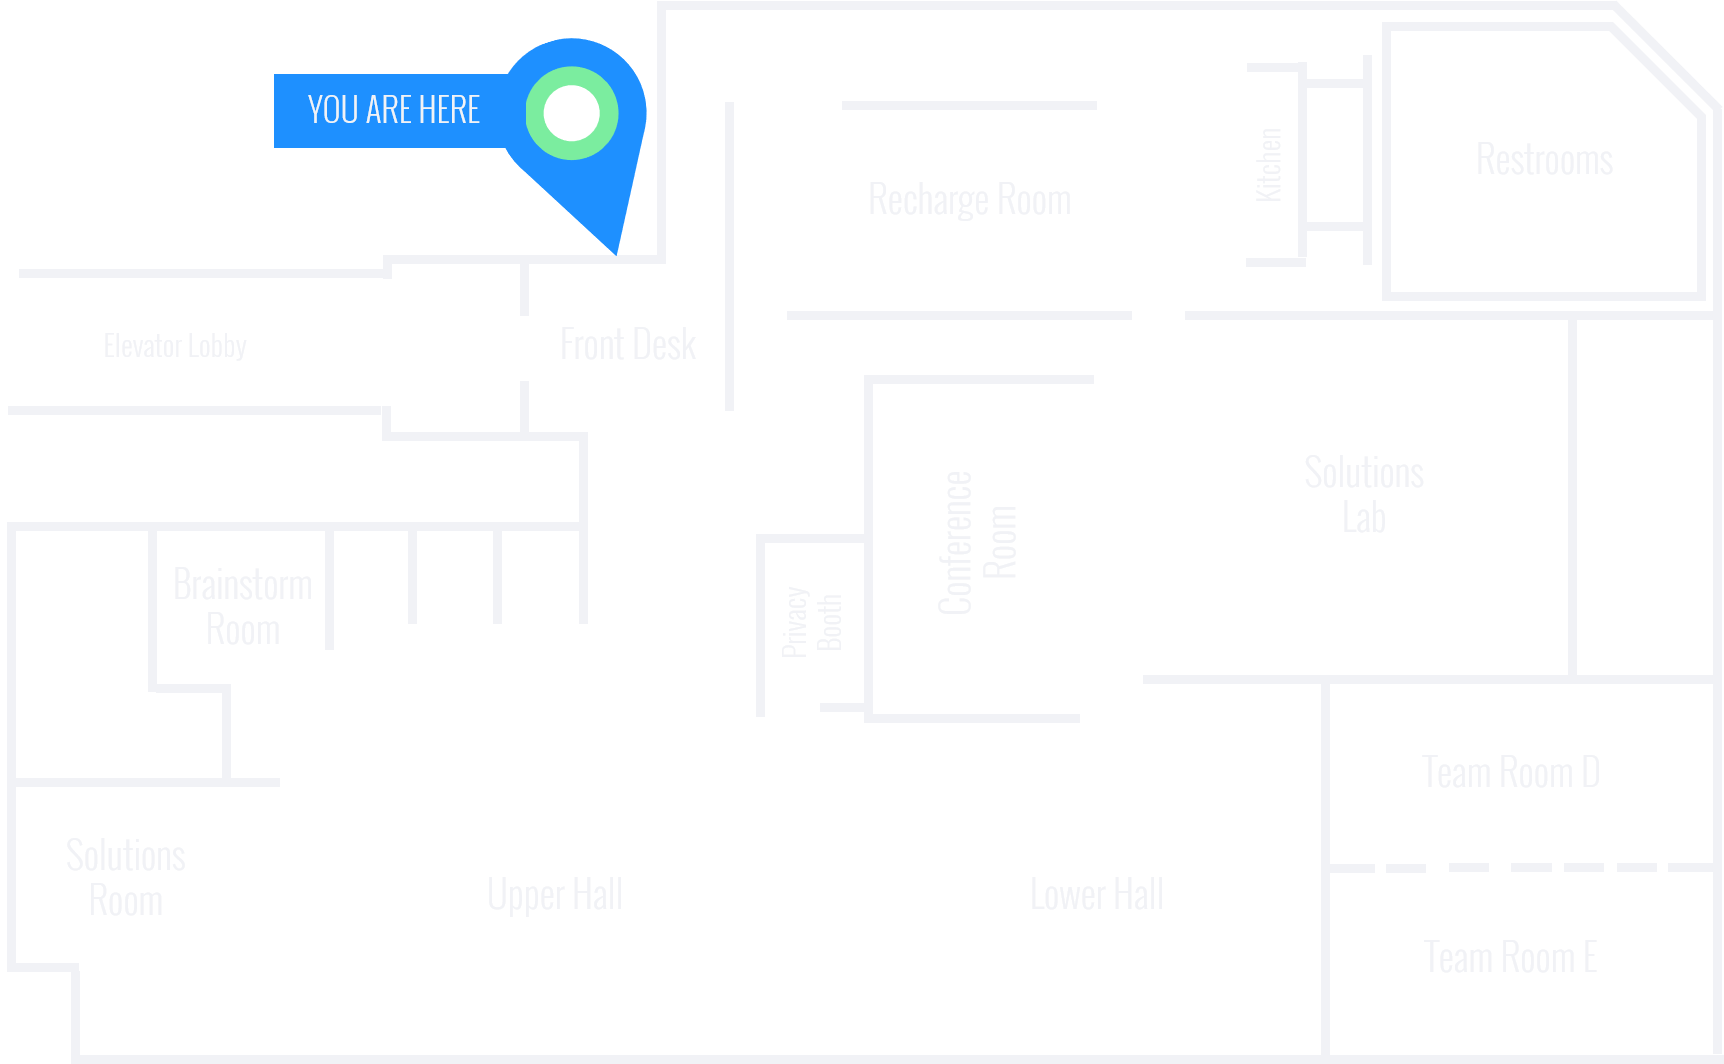 YOU ARE HERE
Restrooms
Kitchen
Recharge Room
Elevator Lobby
Front Desk
Solutions
Lab
Conference
Room
Brainstorm
Room
Privacy
Booth
Team Room D
Solutions
Room
Upper Hall
Lower Hall
Team Room E